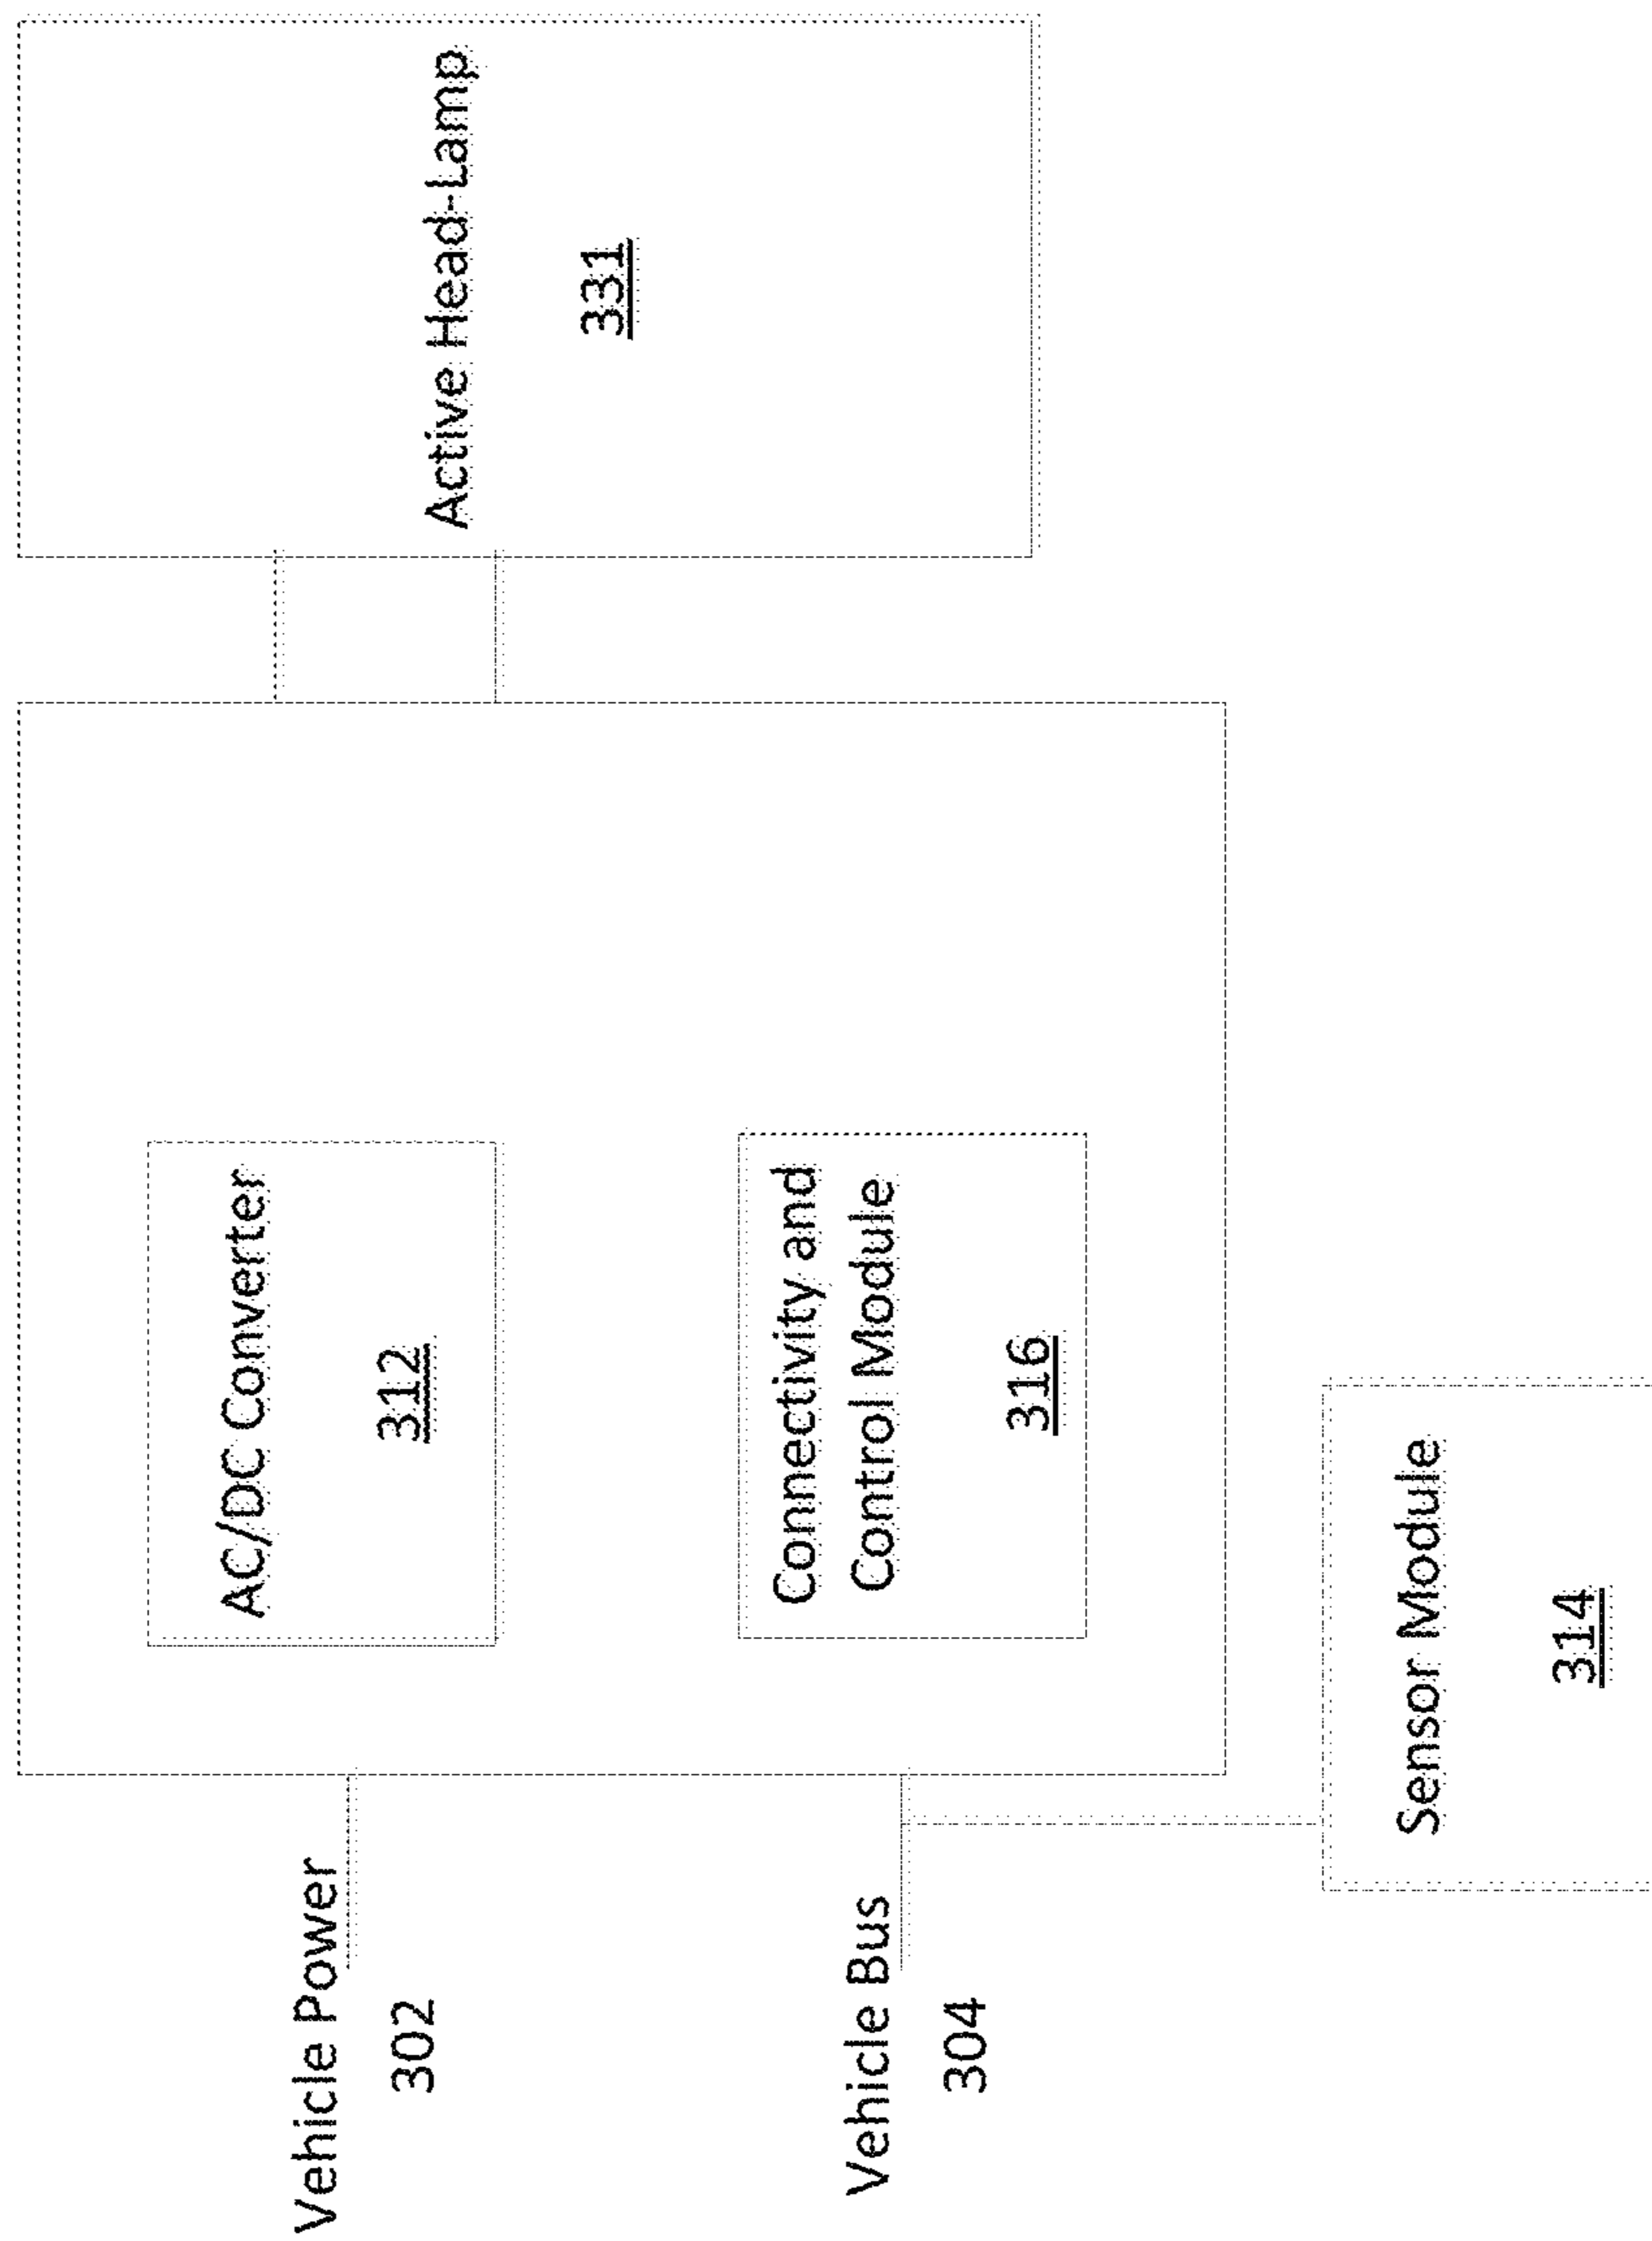 Vehicle Power
302
AC/DC Converter
312
Active Head-Lamp
331
Vehicle Bus
304
Connectivity and
Control Module
316
Sensor Module
314